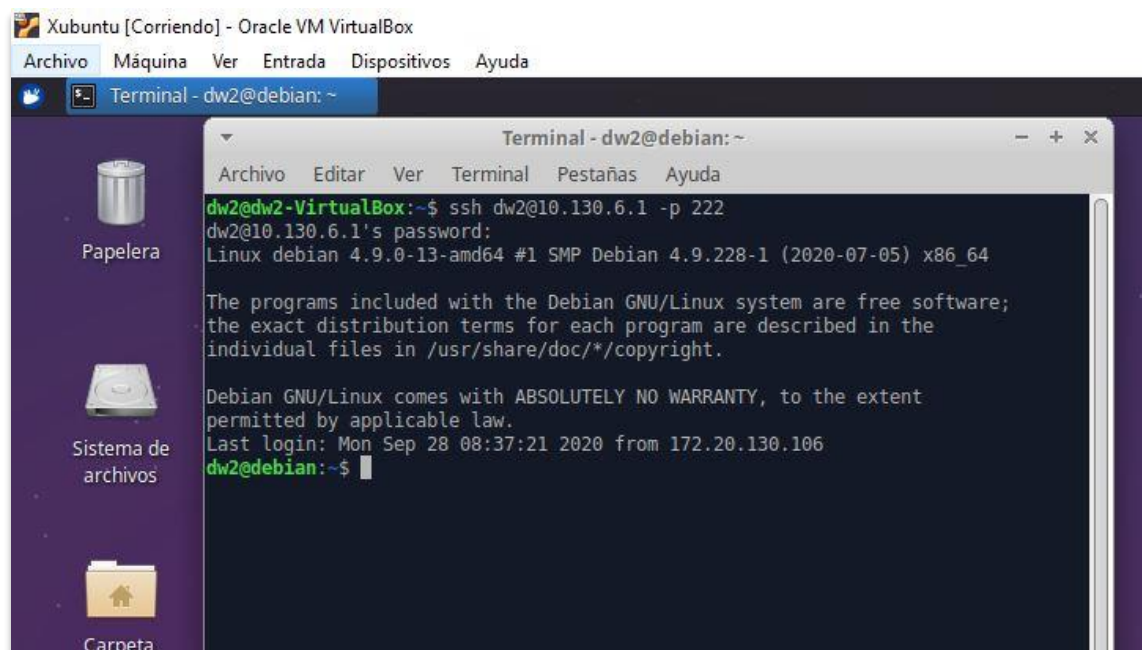 Xubuntu [Corriendo] - Oracle VM VirtualBox
Archivo Máquina Ver Entrada Dispositivos Ayuda
Terminal - dw2@debian: ~
Terminal - dw2@debian: ~
Archivo Editar Ver Terminal Pestañas Ayuda
dw2@dw2-VirtualBox:~$ ssh dw2@10.130.6.1 -p 222
dw2@10.130.6.1's password:
Linux debian 4.9.0-13-amd64 #1 SMP Debian 4.9.228-1 (2020-07-05) x86_64
The programs included with the Debian GNU/Linux system are free software;
the exact distribution terms for each program are described in the
individual files in /usr/share/doc/*/copyright.
Debian GNU/Linux comes with ABSOLUTELY NO WARRANTY, to the extent
permitted by applicable law.
Last login: Mon Sep 28 08:37:21 2020 from 172.20.130.106
dw2@debian:~$
Papelera
Sistema de
archivos
Carpeta